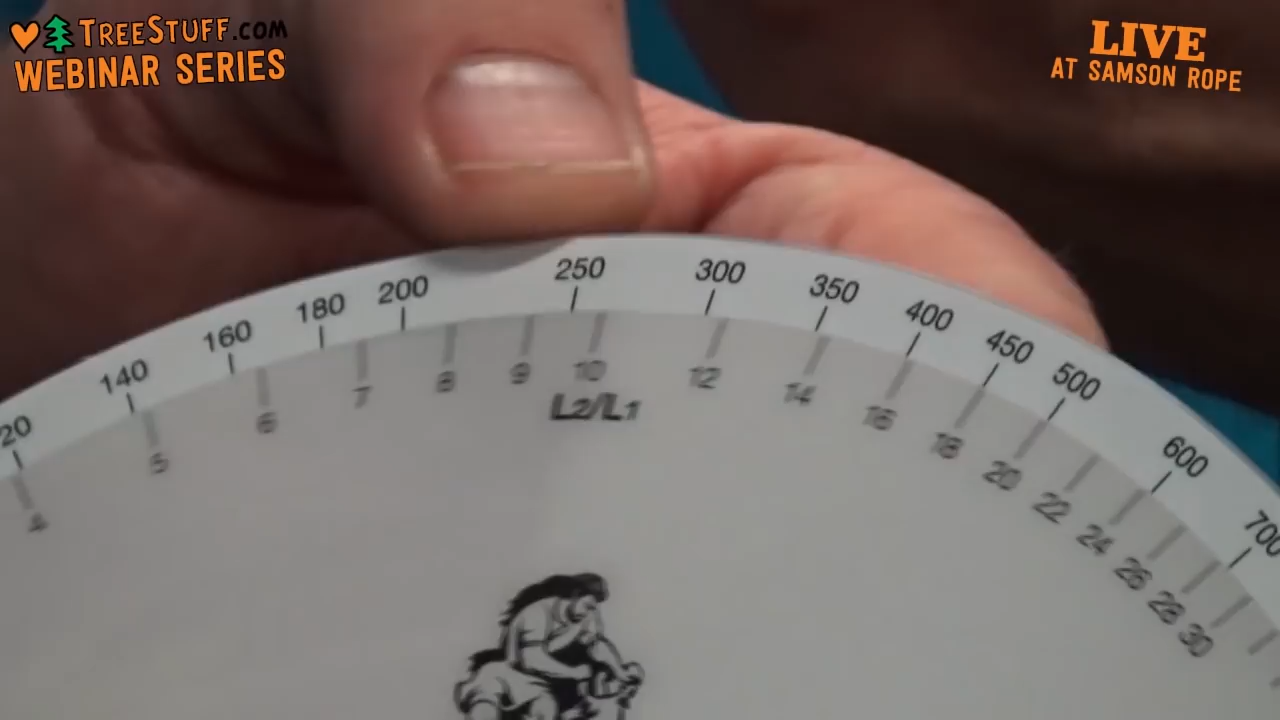 TREESTUFF.COM
WEBINAR SERIES
LIVE
AT SAMSON ROPE
20 140 160 180 200 250 300 350 400 450 500 600 700
4 5 6 7 8 9 10 12 14 16 18 20 22 24 26 28 30
L2/L1